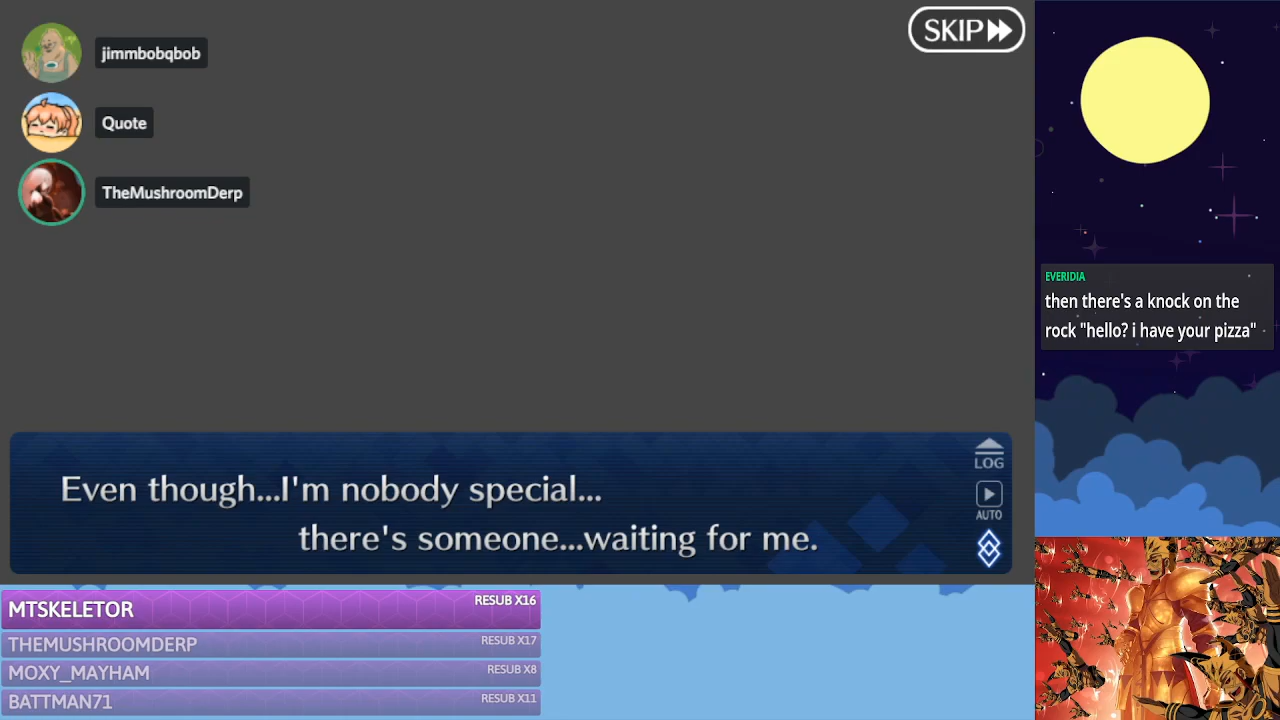 jimmbobqbob
SKIP
Quote
TheMushroomDerp
EVERIDIA
then there's a knock on the
rock "hello? i have your pizza"
Even though...I'm nobody special...
there's someone...waiting for me.
LOG
AUTO
MTSKELETOR RESUB X16
THEMUSHROOMDERP RESUB X17
MOXY_MAYHAM RESUB X8
BATTMAN71 RESUB X11